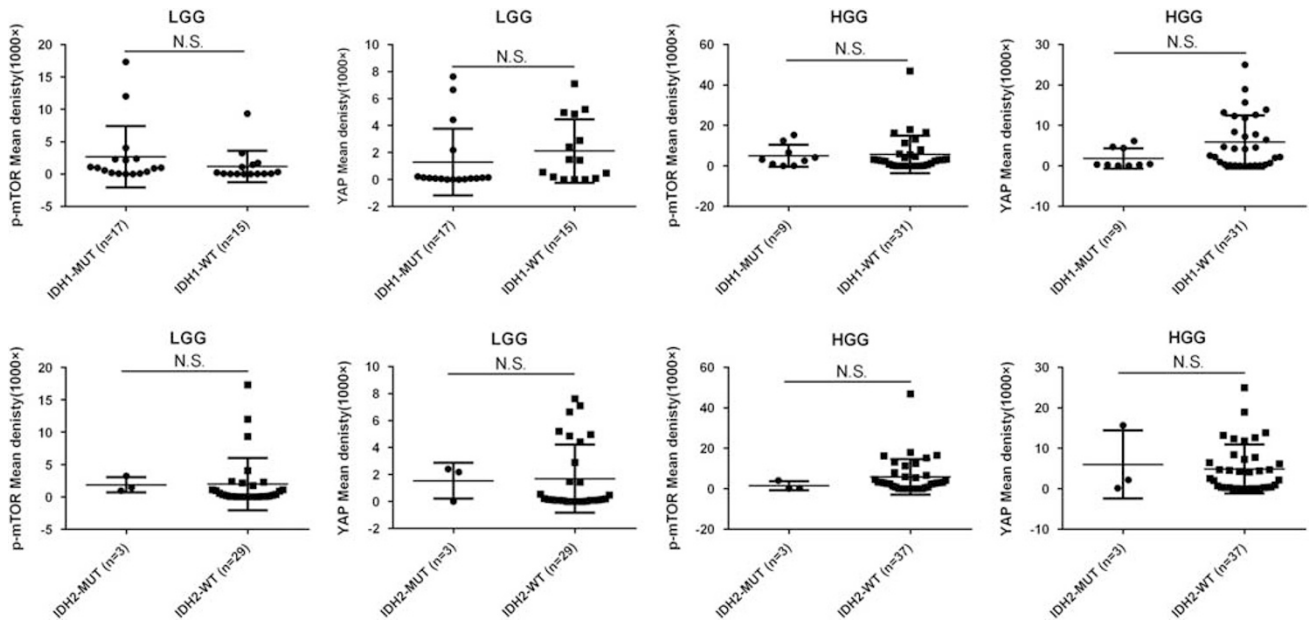 LGG
N.S.
p-mTOR Mean denisty(1000×)
20
15
10
5
0
-5
IDH1-MUT (n=17)
IDH1-WT (n=15)
LGG
N.S.
YAP Mean denisty(1000×)
10
8
6
4
2
0
-2
IDH1-MUT (n=17)
IDH1-WT (n=15)
HGG
N.S.
p-mTOR Mean denisty(1000×)
60
40
20
0
-20
IDH1-MUT (n=9)
IDH1-WT (n=31)
HGG
N.S.
YAP Mean denisty(1000×)
30
20
10
0
-10
IDH1-MUT (n=9)
IDH1-WT (n=31)
LGG
N.S.
p-mTOR Mean denisty(1000×)
20
15
10
5
0
-5
IDH2-MUT (n=3)
IDH2-WT (n=29)
LGG
N.S.
YAP Mean denisty(1000×)
10
8
6
4
2
0
-2
IDH2-MUT (n=3)
IDH2-WT (n=29)
HGG
N.S.
p-mTOR Mean denisty(1000×)
60
40
20
0
-20
IDH2-MUT (n=3)
IDH2-WT (n=37)
HGG
N.S.
YAP Mean denisty(1000×)
30
20
10
0
-10
IDH2-MUT (n=3)
IDH2-WT (n=37)